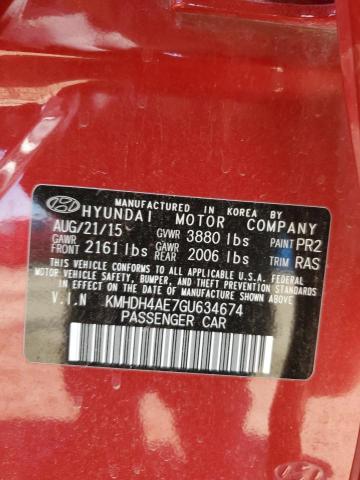 MANUFACTURED IN KOREA BY
HYUNDAI MOTOR COMPANY
AUG/21/15 GVWR 3880 lbs PAINT PR2
GAWR FRONT 2161 lbs GAWR REAR 2006 lbs TRIM RAS
THIS VEHICLE CONFORMS TO ALL APPLICABLE U.S.A. FEDERAL
MOTOR VEHICLE SAFETY, BUMPER, AND THEFT PREVENTION STANDARDS
IN EFFECT ON THE DATE OF MANUFACTURE SHOWN ABOVE.
V.I.N KMHDH4AE7GU634674
PASSENGER CAR